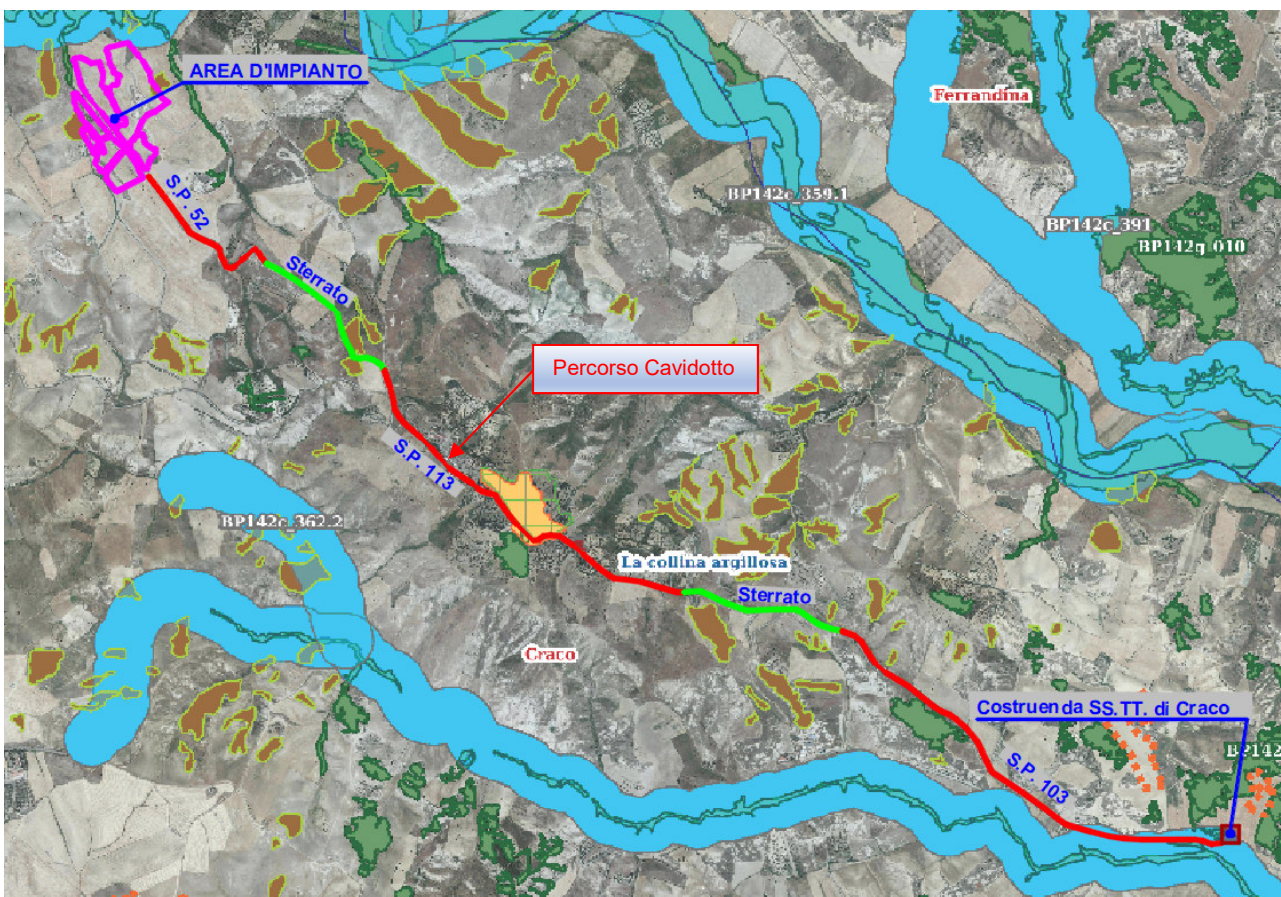 AREA D'IMPIANTO
Ferrandina
S.P. 52
BP142c_359.1
BP142c_391
BP142g_010
Sterrato
Percorso Cavidotto
S.P. 113
BP142c_362.2
La collina argillosa
Sterrato
Craco
Costruenda SS.TT. di Craco
BP142
S.P. 103